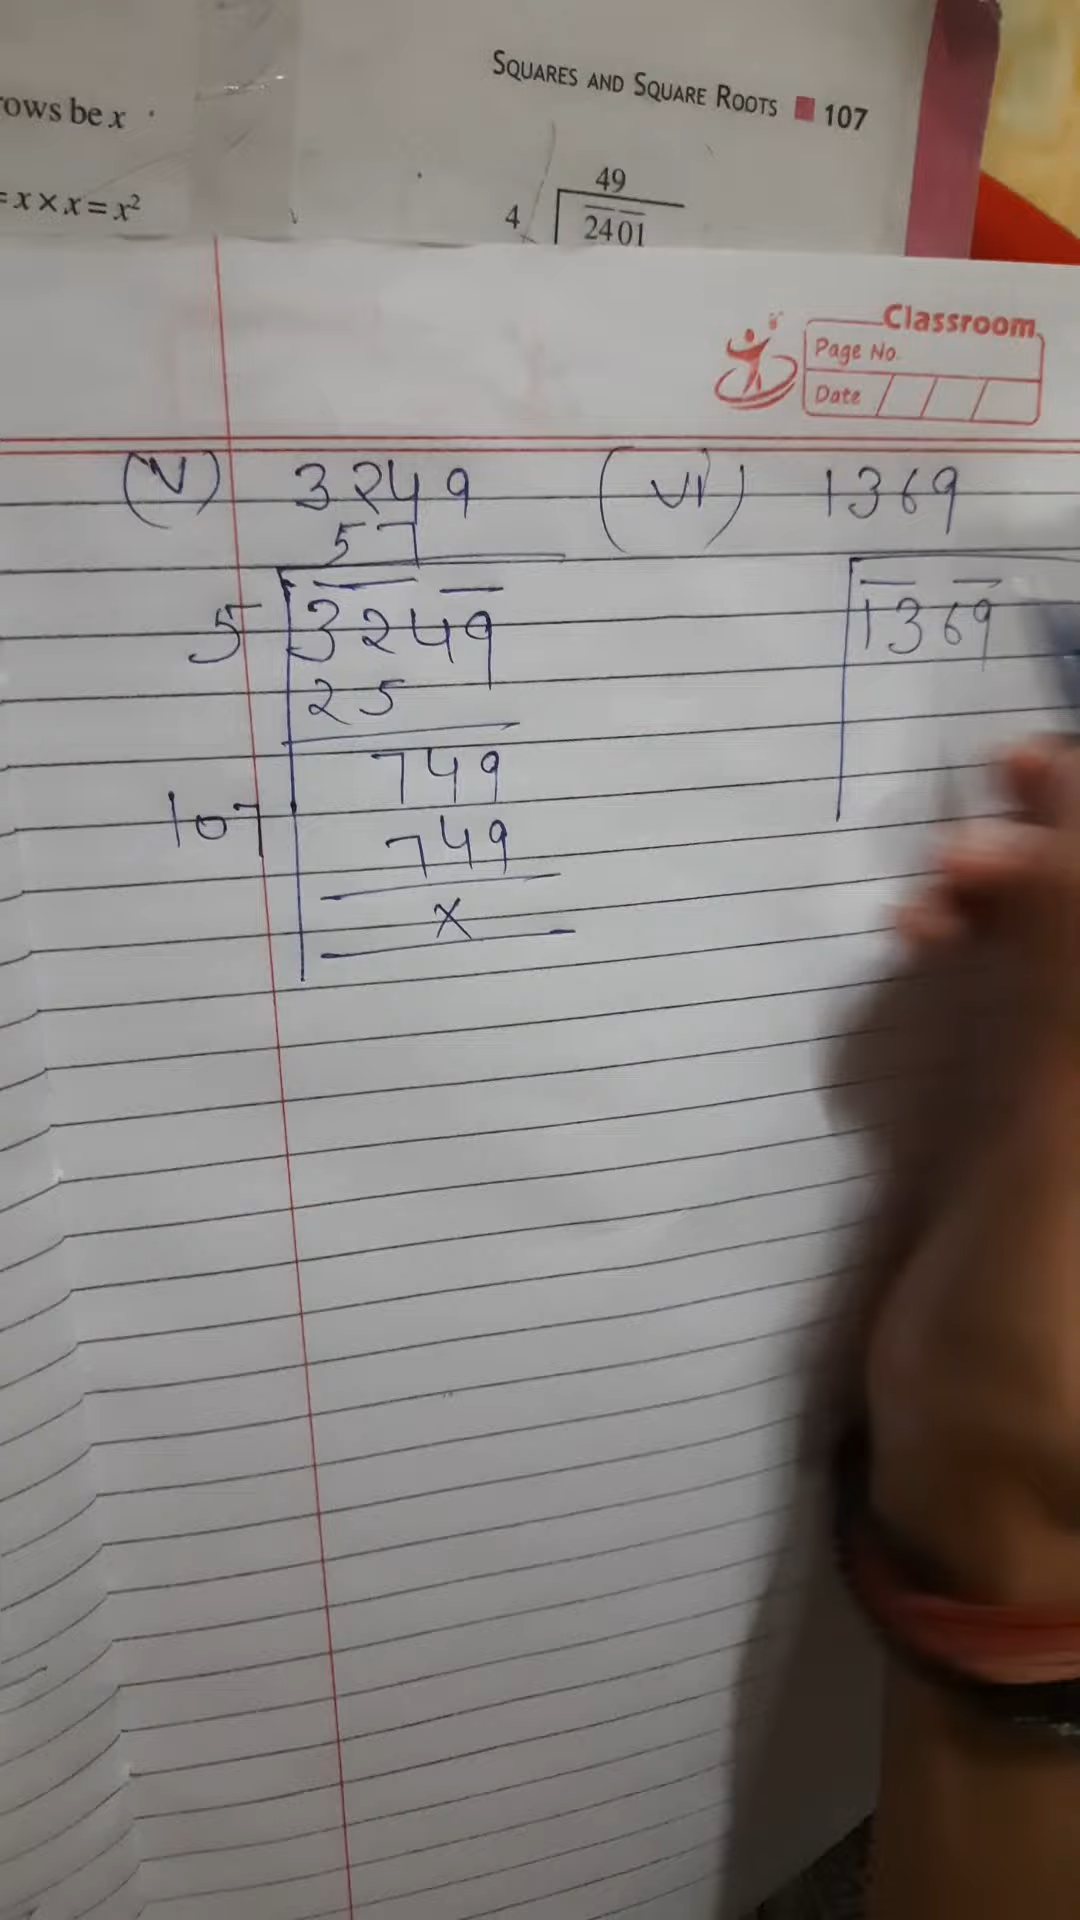 SQUARES AND SQUARE ROOTS ■ 107
rows be x
= x × x = x²
49
4 2401
Classroom
Page No.
Date / / /
(V) 3249 (VI) 1369
57
5 3249 1369
25
749
107 749
x